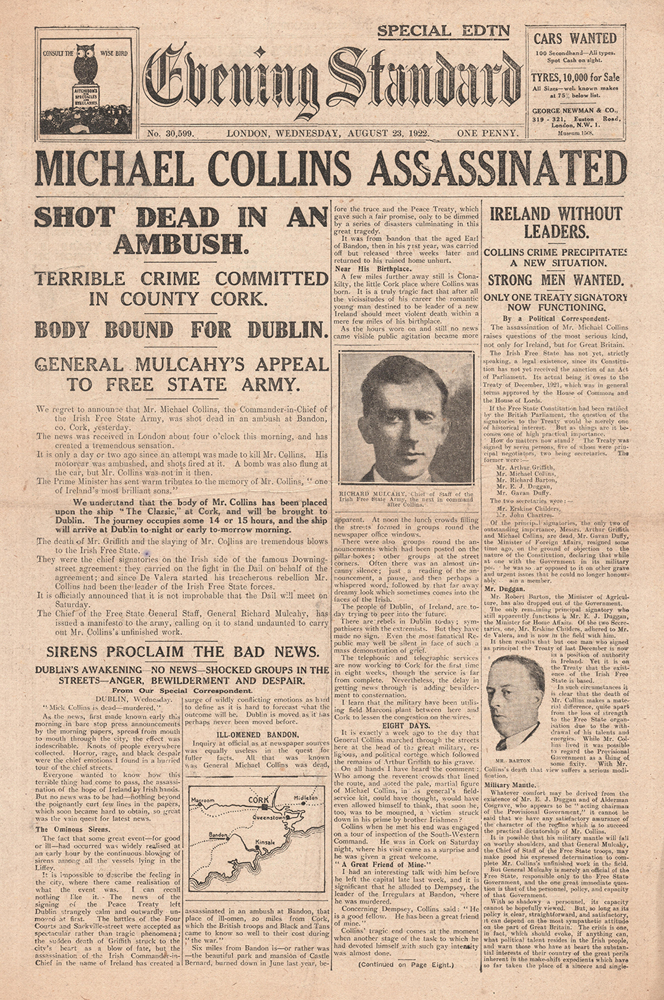 SPECIAL EDTN
CONSULT THE WISE BIRD
AITCHISON'S
SPECTACLES
AND
EYEGLASSES.
Evening Standard
CARS WANTED
100 Secondhand—All types.
Spot Cash on sight.
TYRES, 10,000 for Sale
All Sizes—well known makes
at 75% below list.
GEORGE NEWMAN & CO.,
319 - 321, Euston Road,
London, N.W. 1.
Museum 1568.
No. 30,599. LONDON, WEDNESDAY, AUGUST 23, 1922. ONE PENNY.
MICHAEL COLLINS ASSASSINATED
SHOT DEAD IN AN
AMBUSH.
TERRIBLE CRIME COMMITTED
IN COUNTY CORK.
BODY BOUND FOR DUBLIN.
GENERAL MULCAHY'S APPEAL
TO FREE STATE ARMY.
We regret to announce that Mr. Michael Collins, the Commander-in-Chief of
the Irish Free State Army, was shot dead in an ambush at Bandon,
co. Cork, yesterday.
The news was received in London about four o'clock this morning, and has
created a tremendous sensation.
It is only a day or two ago since an attempt was made to kill Mr. Collins. His
motorcar was ambushed, and shots fired at it. A bomb was also flung at
the car, but Mr. Collins was not in it then.
The Prime Minister has sent warm tributes to the memory of Mr. Collins, "one
of Ireland's most brilliant sons."
We understand that the body of Mr. Collins has been placed
upon the ship "The Classic," at Cork, and will be brought to
Dublin. The journey occupies some 14 or 15 hours, and the ship
will arrive at Dublin to-night or early to-morrow morning.
The death of Mr. Griffith and the slaying of Mr. Collins are tremendous blows
to the Irish Free State.
They were the chief signatories on the Irish side of the famous Downing-
street agreement: they carried on the fight in the Dail on behalf of the
agreement; and since De Valera started his treacherous rebellion Mr.
Collins had been the leader of the Irish Free State forces.
It is officially announced that it is not improbable that the Dail will meet on
Saturday.
The Chief of the Free State General Staff, General Richard Mulcahy, has
issued a manifesto to the army, calling on it to stand undaunted to carry
out Mr. Collins's unfinished work.
SIRENS PROCLAIM THE BAD NEWS.
DUBLIN'S AWAKENING—NO NEWS—SHOCKED GROUPS IN THE
STREETS—ANGER, BEWILDERMENT AND DESPAIR.
From Our Special Correspondent.
DUBLIN, Wednesday.
"Mick Collins is dead—murdered."
As the news, first made known early this
morning in bare stop press announcements
by the morning papers, spread from mouth
to mouth through the city, the effect was
indescribable. Knots of people everywhere
collected. Horror, rage, and black despair
were the chief emotions I found in a hurried
tour of the chief streets.
Everyone wanted to know how this
terrible thing had come to pass, the assassi-
nation of the hope of Ireland by Irish hands.
But no news was to be had—nothing beyond
the poignantly curt few lines in the papers,
which soon became hard to obtain, so great
was the vain quest for latest news.
The Ominous Sirens.
The fact that some great event—for good
or ill—had occurred was widely realised at
an early hour by the continuous blowing of
sirens among all the vessels lying in the
Liffey.
It is impossible to describe the feeling in
the city, where there came realisation of
what the event was. I can recall
nothing like it. The news of the
signing of the Peace Treaty left
Dublin strangely calm and outwardly un-
moved at first. The battles of the Four
Courts and Sackville-street were accepted as
spectacular rather than tragic phenomena;
the sudden death of Griffith struck to the
city's heart as a blow of fate, but the
assassination of the Irish Commander-in-
Chief in the name of Ireland has created a
surge of wildly conflicting emotions as hard
to define as it is hard to forecast what the
outcome will be. Dublin is moved as it has
perhaps never been moved before.
ILL-OMENED BANDON.
Inquiry at official as at newspaper sources
was equally useless in the quest for
fuller facts. All that was known
was General Michael Collins was dead,
Macroom
CORK
Midleton
Queenstown
Bandon
Kinsale
assassinated in an ambush at Bandon, that
place of ill-omen, 20 miles from Cork,
which the British troops and Black and Tans
came to know so well to their cost during
"the war."
Six miles from Bandon is—or rather was
—the beautiful park and mansion of Castle
Bernard, burned down in June last year, be-
fore the truce and the Peace Treaty, which
gave such a fair promise, only to be dimmed
by a series of disasters culminating in this
great tragedy.
It was from bandon that the aged Earl
of Bandon, then in his 71st year, was carried
off but released three weeks later and
returned to his ruined home unhurt.
Near His Birthplace.
A few miles further away still is Clona-
kilty, the little Cork place where Collins was
born. It is a truly tragic fact that after all
the vicissitudes of his career the romantic
young man destined to be leader of a new
Ireland should meet violent death within a
mere few miles of his birthplace.
As the hours wore on and still no news
came visible public agitation became more
RICHARD MULCAHY, Chief of Staff of the
Irish Free State Army, the next in command
after Collins.
apparent. At noon the lunch crowds filling
the streets formed in groups round the
newspaper office windows.
There were also groups round the an-
nouncements which had been posted on the
pillar-boxes; other groups at the street
corners. Often there was an almost un-
canny silence; just a reading of the an-
nouncement, a pause, and then perhaps a
whispered word, followed by that far away
dreamy look which sometimes comes into the
faces of the Irish.
The people of Dublin, of Ireland, are to-
day trying to peer into the future.
There are rebels in Dublin to-day; sym-
pathisers with the extremists. But they have
made no sign. Even the most fanatical Re-
public may well be silent in face of such a
mass demonstration of grief.
The telephonic and telegraphic services
are now working to Cork for the first time
in eight weeks, though the service is far
from complete. Nevertheless, the delay in
getting news through is adding bewilder-
ment to consternation.
I learn that the military have been utilis-
ing field Marconi plant between here and
Cork to lessen the congestion on the wires.
EIGHT DAYS.
It is exactly a week ago to the day that
General Collins marched through the streets
here at the head of the great military, re-
ligious, and political cortège which followed
the remains of Arthur Griffith to his grave.
On all hands I have heard the comment:
Who among the reverent crowds that lined
the route, and noted the pale, martial figure
of Michael Collins, in his general's field-
service kit, could have thought, would have
even allowed himself to think, that soon he,
too, was to be mourned, a victim struck
down in his prime by brother Irishmen?
Collins when he met his end was engaged
on a tour of inspection of the South-Western
Command. He was in Cork on Saturday
night, where his visit came as a surprise and
he was given a great welcome.
"A Great Friend of Mine."
I had an interesting talk with him before
he left the capital late last week, and it is
significant that he alluded to Dempsey, the
leader of the Irregulars at Bandon, where
he was murdered.
Concerning Dempsey, Collins said: "He
is a good fellow. He has been a great friend
of mine."
Collins' tragic end comes at the moment
when another stage of the task to which he
had devoted himself with such gay intensity
was almost done.
(Continued on Page Eight.)
IRELAND WITHOUT
LEADERS.
COLLINS CRIME PRECIPITATES
A NEW SITUATION.
STRONG MEN WANTED.
ONLY ONE TREATY SIGNATORY
NOW FUNCTIONING.
By a Political Correspondent.
The assassination of Mr. Michael Collins
raises questions of the most serious kind,
not only for Ireland, but for Great Britain.
The Irish Free State has not yet, strictly
speaking, a legal existence, since its Constitu-
tion has not yet received the sanction of an Act
of Parliament. Its actual being it owes to the
Treaty of December, 1921, which was in general
terms approved by the House of Commons and
the House of Lords.
If the Free State Constitution had been ratified
by the British Parliament, the question of the
signatories to the Treaty would be merely one
of historical interest. But as things are it be-
comes one of high practical importance.
How do matters now stand? The Treaty was
signed by seven persons, five of whom were prin-
cipal negotiators, two being secretaries. The
former were:—
Mr. Arthur Griffith,
Mr. Michael Collins,
Mr. Richard Barton,
Mr. E. J. Duggan,
Mr. Gavan Duffy.
The two secretaries were:—
Mr. Erskine Childers,
Mr. John Chartres.
Of the principal signatories, the only two of
outstanding importance, Messrs. Arthur Griffith
and Michael Collins, are dead, Mr. Gavan Duffy,
the Minister of Foreign Affairs, resigned some
time ago, on the ground of objection to the
nature of the Constitution, declaring that while
at one with the Government in its military
he was so far opposed to it on other grave
and urgent issues that he could no longer honour-
ably ain a member.
Mr. Duggan.
Mr. Robert Barton, the Minister of Agricul-
ture, has also dropped out of the Government.
The only remaining principal signatory who
still apparently functions is Mr. E. J. Duggan,
the Minister for Home Affairs. Of the two Secre-
taries, one, Mr. Erskine Childers, adhered to Mr.
de Valera, and is now in the field with him.
It then results that but one man who signed
as principal the Treaty of last December is now
in a position of authority
in Ireland. Yet it is on
the Treaty that the exist-
ence of the Irish Free
State is based.
In such circumstances it
is clear that the death of
Mr. Collins makes a mate-
rial difference, quite apart
from the loss of strength
to the Free State organ-
isation due to the with-
drawal of his talents and
energies. While Mr. Col-
lins lived it was possible
to regard the Provisional
Government as a thing of
some fixity. With Mr.
MR. BARTON
Collins's death that view suffers a serious modi-
fication.
Military Mantle.
Whatever comfort may be derived from the
existence of Mr. E. J. Duggan and of Alderman
Cosgrave, who appears to be "acting chairman
of the Provisional Government," it cannot be
said that we have any satisfactory assurance of
the character of the regime which is to succeed
the practical dictatorship of Mr. Collins.
It is possible that his military mantle will fall
on worthy shoulders, and that General Mulcahy,
the Chief of Staff of the Free State troops, may
make good his expressed determination to com-
plete Mr. Collins's unfinished work in the field.
But General Mulcahy is merely an official of the
Free State, responsible only to the Free State
Government, and the one great immediate ques-
tion is that of the personnel, policy, and capacity
of that Government.
With so shadowy a personnel, its capacity
cannot be hopefully viewed. But, so long as its
policy is clear, straightforward, and satisfactory,
it can depend on the most sympathetic attitude
on the part of Great Britain. The crisis is one,
in fact, which should evoke, if anything can,
what political talent resides in the Irish people,
and warn those who have at heart the substan-
tial interests of their country of the great perils
inherent in the make-shift expedients which have
so far taken the place of a sincere and single-